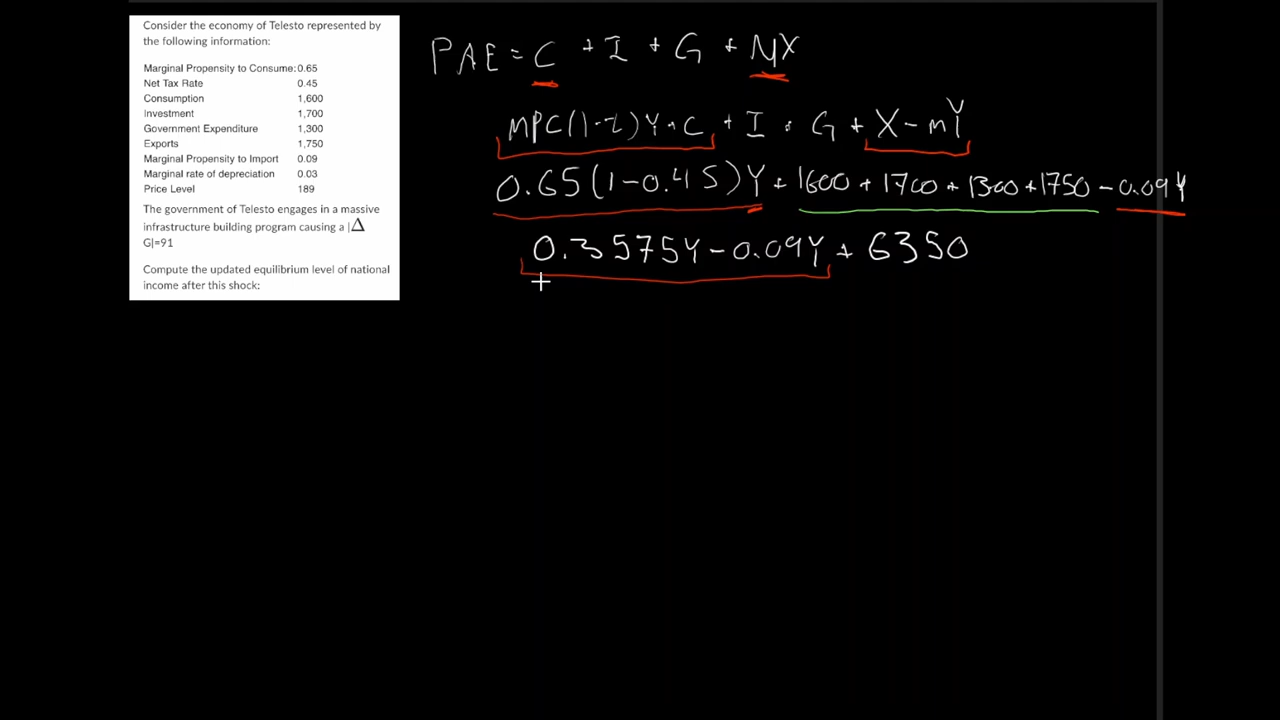 Consider the economy of Telesto represented by
the following information:
Marginal Propensity to Consume: 0.65
Net Tax Rate 0.45
Consumption 1,600
Investment 1,700
Government Expenditure 1,300
Exports 1,750
Marginal Propensity to Import 0.09
Marginal rate of depreciation 0.03
Price Level 189
The government of Telesto engages in a massive
infrastructure building program causing a |Δ
G|=91
Compute the updated equilibrium level of national
income after this shock:
PAE = C + I + G + NX
MPC(1-z)Y + C + I + G + X - mY
0.65(1-0.45)Y + 1600 + 1700 + 1300 + 1750 - 0.09Y
0.3575Y - 0.09Y + 6350